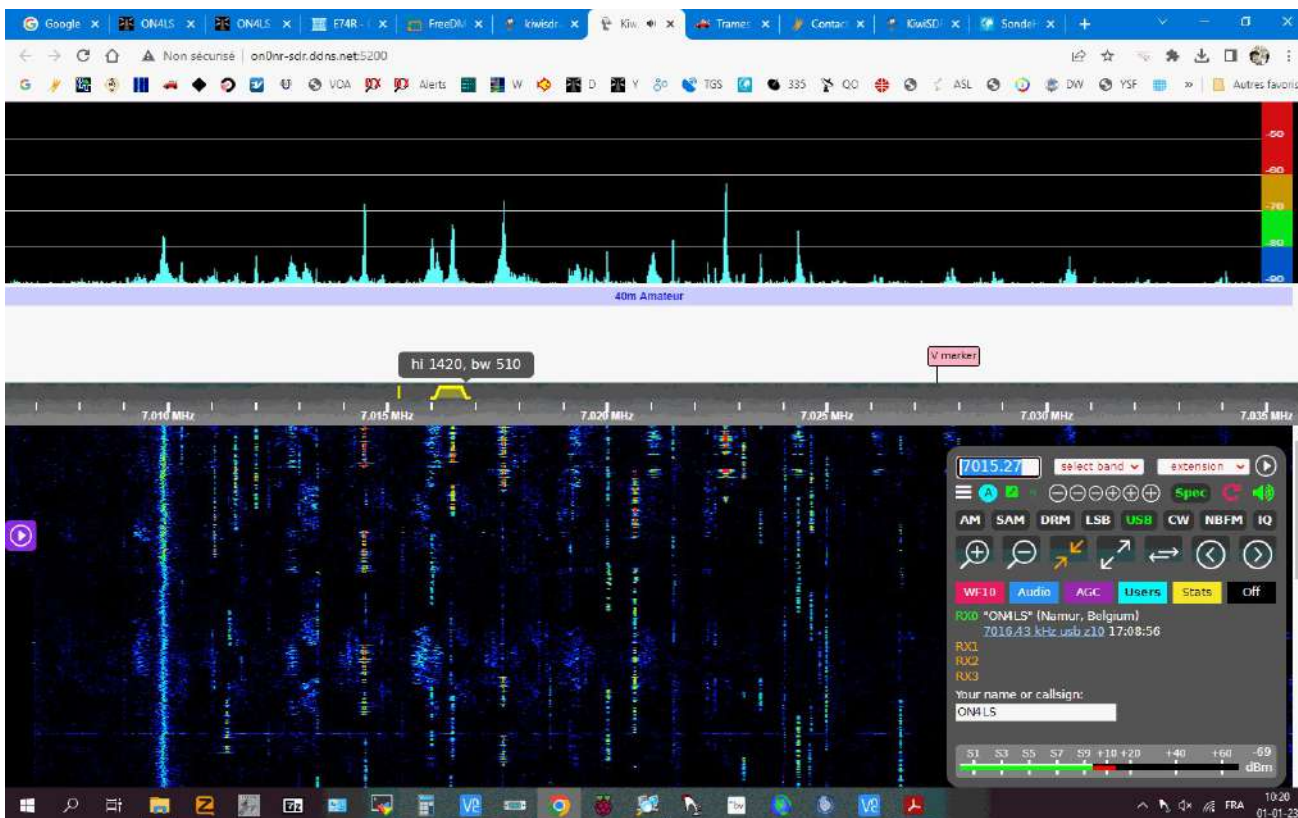 Google
ON4LS
ON4LS
F74R - (
FreeDM
kiwisdr
Kiw
Trames
Contac
KiwiSD
SondeH
Non sécurisé on0nr-sdr.ddns.net:5200
VOA
Alerts
W
D
Y
TGS
335
QO
ASL
DW
YSF
»
Autres favoris
-50
-60
-70
-80
-90
40m Amateur
hi 1420, bw 510
V marker
7.010 MHz 7.015 MHz 7.020 MHz 7.025 MHz 7.030 MHz 7.035 MHz
7015.27 select band extension
A Spec
AM SAM DRM LSB USB CW NBFM IQ
WF10 Audio AGC Users Stats Off
RX0 "ON4LS" (Namur, Belgium)
7016.43 kHz usb z10 17:08:56
RX1
RX2
RX3
Your name or callsign:
ON4LS
S1 S3 S5 S7 S9 +10 +20 +40 +60 -69
dBm
FRA 10:20
01-01-23